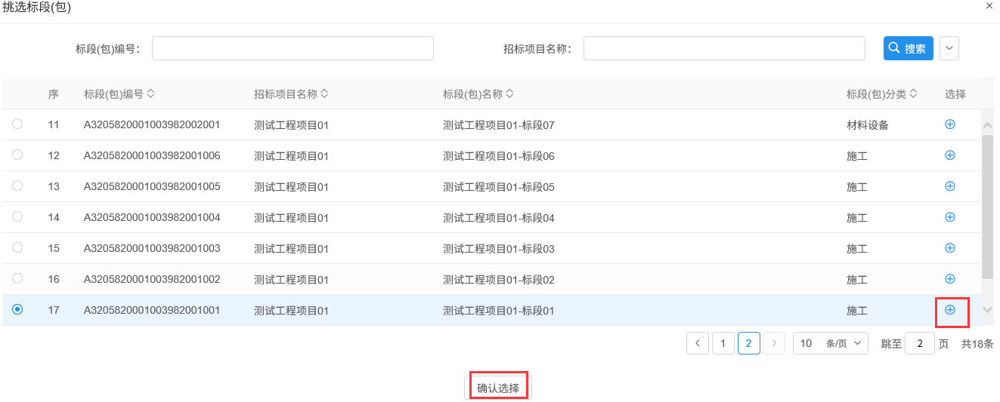 挑选标段(包)
标段(包)编号： 招标项目名称： 搜索
序 标段(包)编号 招标项目名称 标段(包)名称 标段(包)分类 选择
11 A3205820001003982002001 测试工程项目01 测试工程项目01-标段07 材料设备
12 A3205820001003982001006 测试工程项目01 测试工程项目01-标段06 施工
13 A3205820001003982001005 测试工程项目01 测试工程项目01-标段05 施工
14 A3205820001003982001004 测试工程项目01 测试工程项目01-标段04 施工
15 A3205820001003982001003 测试工程项目01 测试工程项目01-标段03 施工
16 A3205820001003982001002 测试工程项目01 测试工程项目01-标段02 施工
17 A3205820001003982001001 测试工程项目01 测试工程项目01-标段01 施工
1 2 10 条/页 跳至 2 页 共18条
确认选择